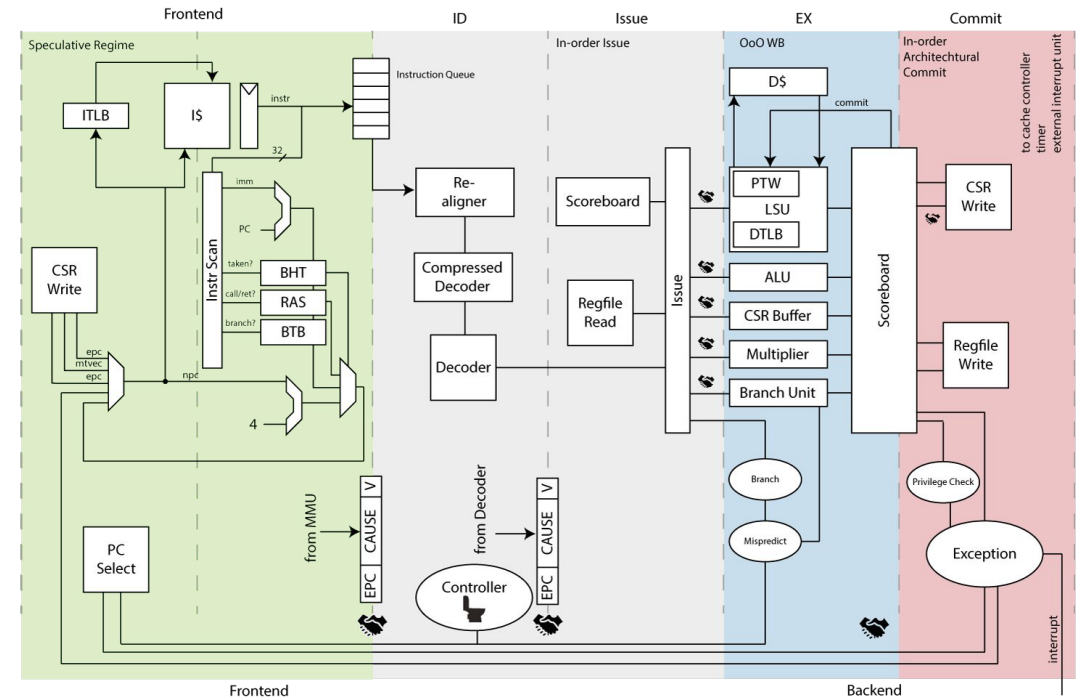 Frontend
ID
Issue
EX
Commit
Speculative Regime
In-order Issue
OoO WB
In-order
Architechtural
Commit
to cache controller
timer
external interrupt unit
Instruction Queue
ITLB
I$
instr
32
D$
commit
Re-
aligner
Scoreboard
PTW
LSU
DTLB
CSR
Write
imm
PC
Instr Scan
taken?
BHT
call/ret?
RAS
branch?
BTB
CSR
Write
Compressed
Decoder
Regfile
Read
Issue
ALU
CSR Buffer
Multiplier
Branch Unit
Scoreboard
Regfile
Write
epc
mtvec
epc
npc
4
Decoder
Branch
Mispredict
Privilege Check
Exception
PC
Select
from MMU
EPC
CAUSE
V
from Decoder
EPC
CAUSE
V
Controller
interrupt
Frontend
Backend